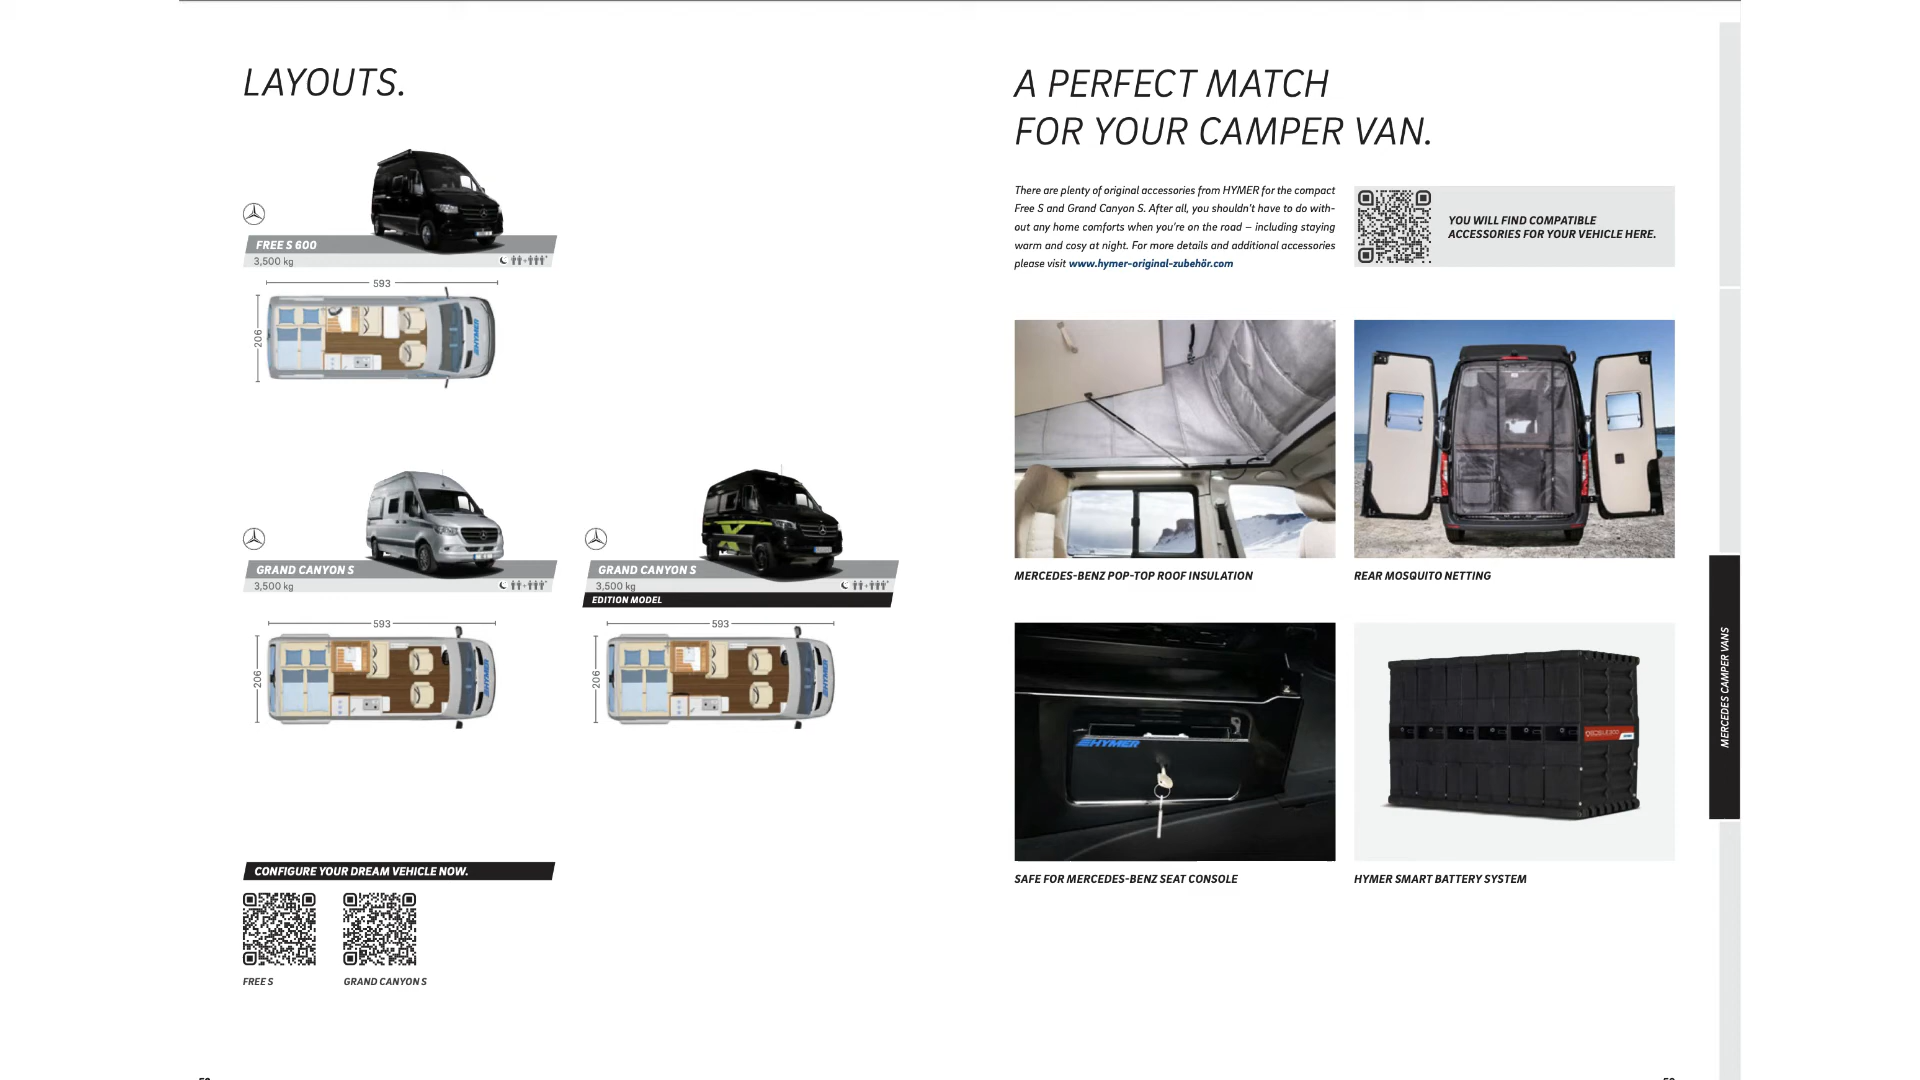 LAYOUTS.
FREE S 600
3,500 kg
593
206
HYMER
GRAND CANYON S
3,500 kg
593
206
HYMER
GRAND CANYON S
3,500 kg
EDITION MODEL
593
206
HYMER
CONFIGURE YOUR DREAM VEHICLE NOW.
FREE S
GRAND CANYON S
A PERFECT MATCH
FOR YOUR CAMPER VAN.
There are plenty of original accessories from HYMER for the compact
Free S and Grand Canyon S. After all, you shouldn't have to do with-
out any home comforts when you're on the road – including staying
warm and cosy at night. For more details and additional accessories
please visit www.hymer-original-zubehör.com
YOU WILL FIND COMPATIBLE
ACCESSORIES FOR YOUR VEHICLE HERE.
MERCEDES-BENZ POP-TOP ROOF INSULATION
REAR MOSQUITO NETTING
HYMER
SAFE FOR MERCEDES-BENZ SEAT CONSOLE
HYMER SMART BATTERY SYSTEM
MERCEDES CAMPER VANS